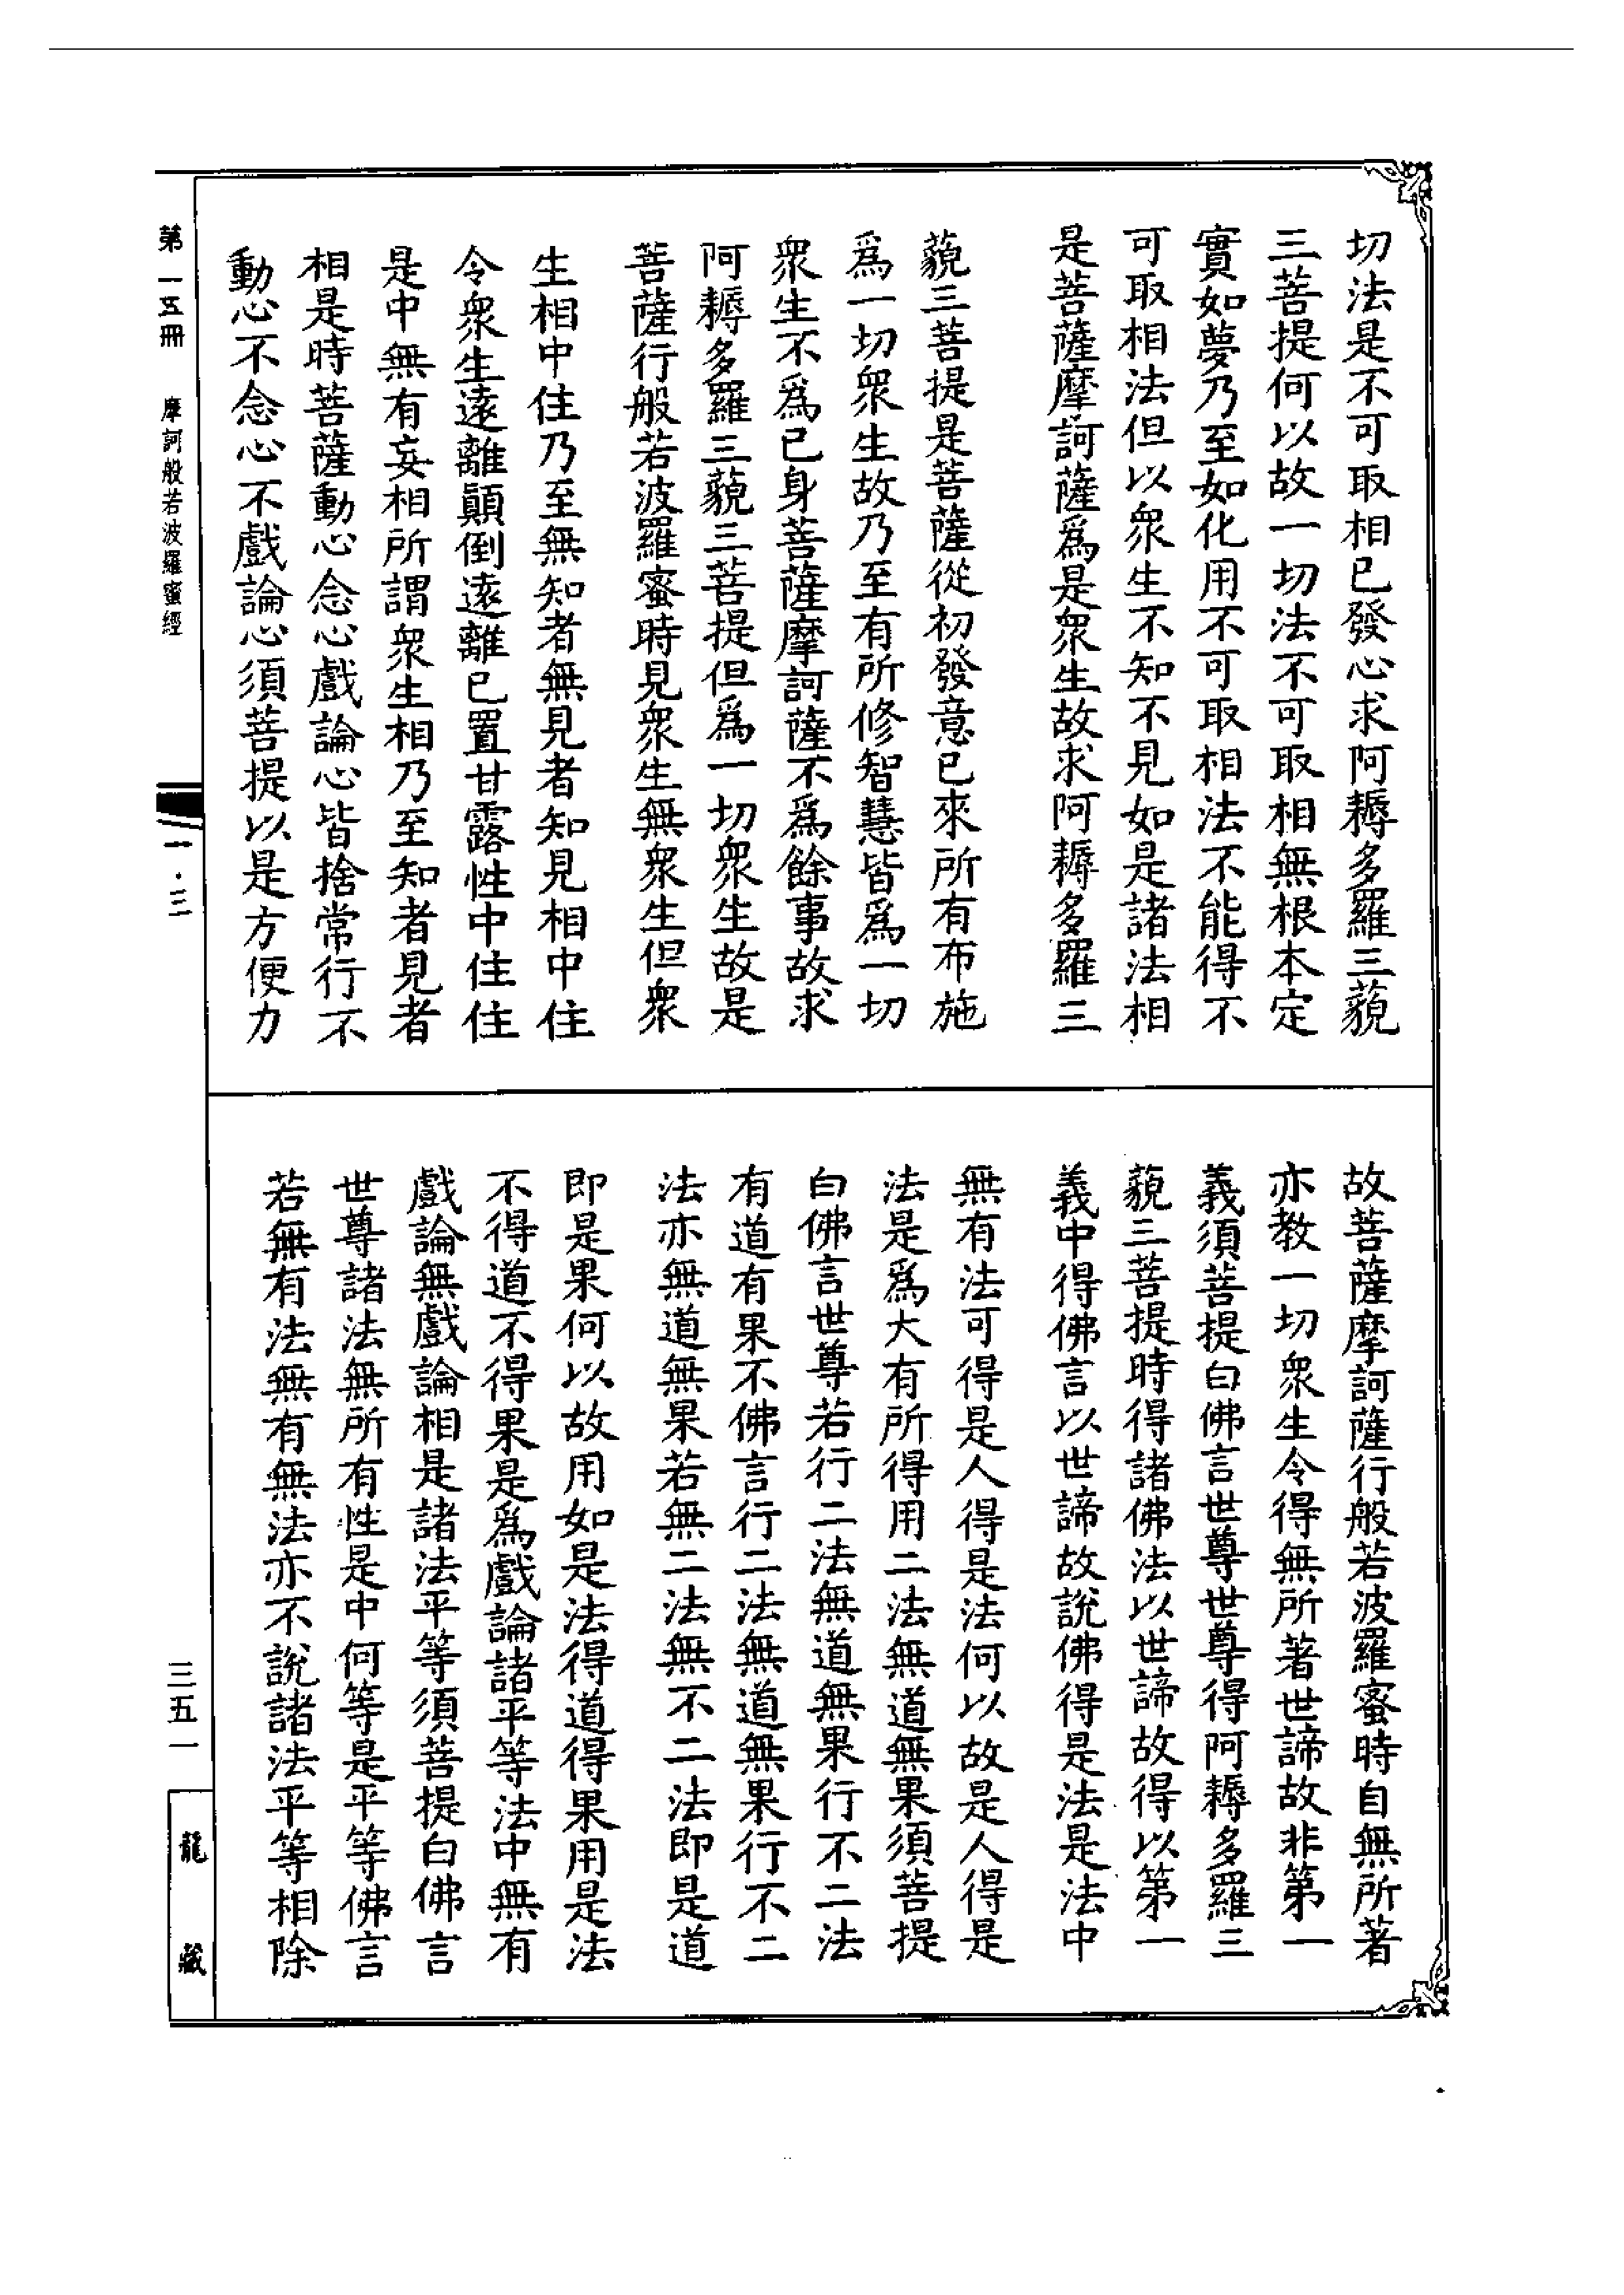 切法是不可取相已發心求阿耨多羅三藐
三菩提何以故一切法不可取相無根本定
實如夢乃至如化用不可取相法不能得不
可取相法但以衆生不知不見如是諸法相
是菩薩摩訶薩爲是衆生故求阿耨多羅三
藐三菩提是菩薩從初發意已來所有布施
爲一切衆生故乃至有所修智慧皆爲一切
衆生不爲已身菩薩摩訶薩不爲餘事故求
阿耨多羅三藐三菩提但爲一切衆生故是
菩薩行般若波羅蜜時見衆生無衆生但衆
生相中住乃至無知者無見者知見相中住
令衆生遠離顛倒遠離已置甘露性中住住
是中無有妄相所謂衆生相乃至知者見者
相是時菩薩動心念心戲論心皆捨常行不
動心不念心不戲論心須菩提以是方便力
故菩薩摩訶薩行般若波羅蜜時自無所著
亦教一切衆生令得無所著世諦故非第一
義須菩提白佛言世尊世尊得阿耨多羅三
藐三菩提時得諸佛法以世諦故得以第一
義中得佛言以世諦故說佛得是法是法中
無有法可得是人得是法何以故是人得是
法是爲大有所得用二法無道無果須菩提
白佛言世尊若行二法無道無果行不二法
有道有果不佛言行二法無道無果行不二
法亦無道無果若無二法無不二法即是道
即是果何以故用如是法得道得果用是法
不得道不得果是爲戲論諸平等法中無有
戲論無戲論相是諸法平等須菩提白佛言
世尊諸法無所有性是中何等是平等佛言
若無有法無有無法亦不說諸法平等相除
第一五冊 摩訶般若波羅蜜經
一·三
三五一
龍藏